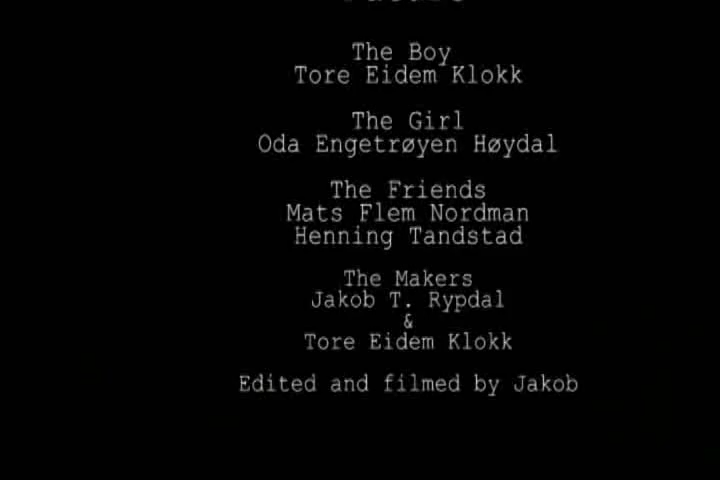 The Boy
Tore Eidem Klokk
The Girl
Oda Engetrøyen Høydal
The Friends
Mats Flem Nordman
Henning Tandstad
The Makers
Jakob T. Rypdal
&
Tore Eidem Klokk
Edited and filmed by Jakob